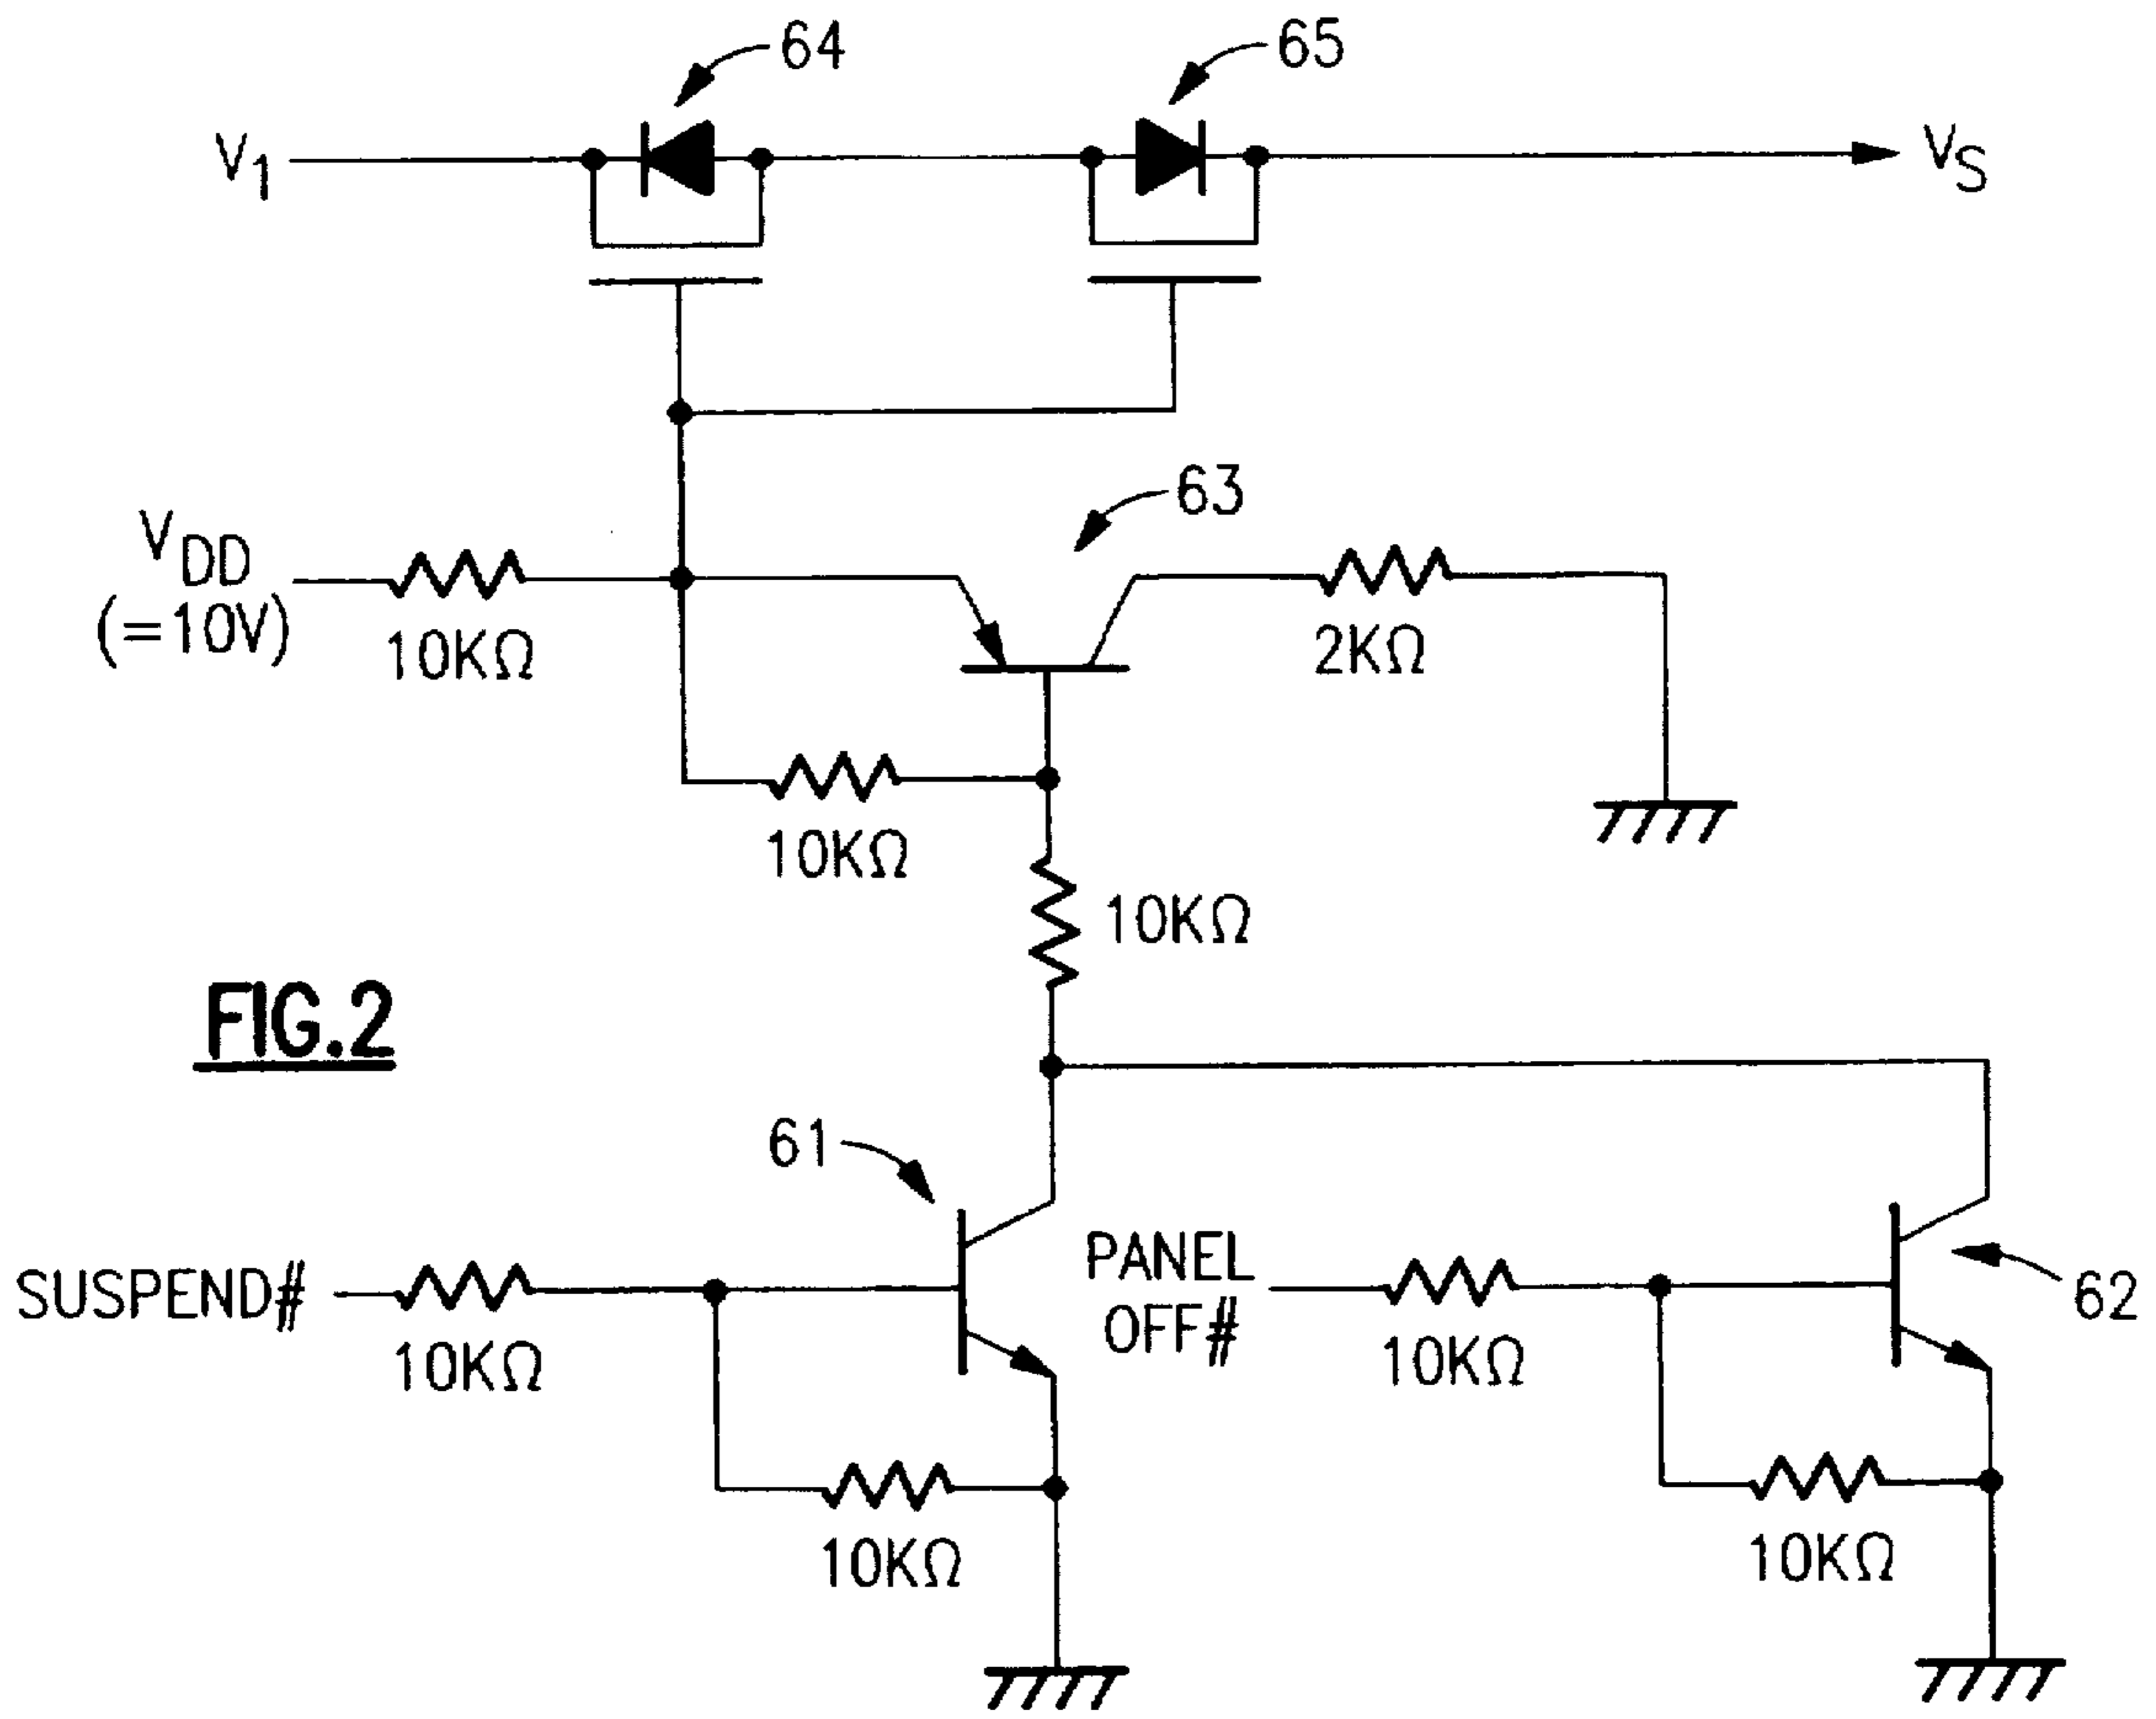 64
65
V1
VS
63
VDD
(=10V)
10KΩ
2KΩ
10KΩ
10KΩ
FIG.2
61
PANEL
OFF#
SUSPEND#
62
10KΩ
10KΩ
10KΩ
10KΩ